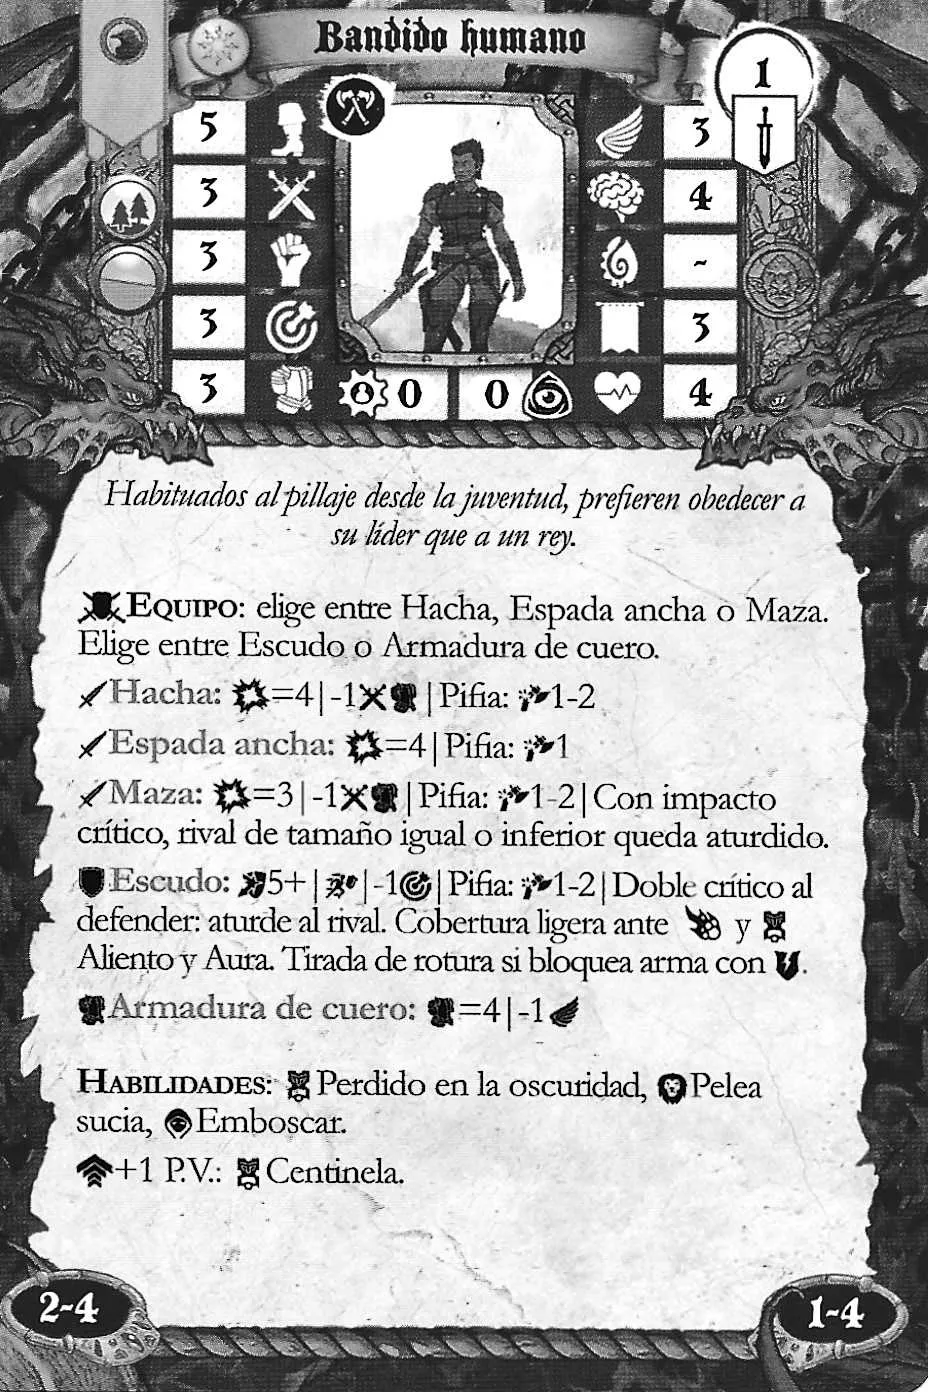 Bandido humano
1
5
3
3
4
3
-
3
3
3
0
0
4
Habituados al pillaje desde la juventud, prefieren obedecer a
su líder que a un rey.
EQUIPO: elige entre Hacha, Espada ancha o Maza.
Elige entre Escudo o Armadura de cuero.
Hacha: =4| -1 | Pifia: 1-2
Espada ancha: =4| Pifia: 1
Maza: =3| -1 | Pifia: 1-2| Con impacto
crítico, rival de tamaño igual o inferior queda aturdido.
Escudo: 5+| | -1 | Pifia: 1-2| Doble crítico al
defender: aturde al rival. Cobertura ligera ante y
Aliento y Aura. Tirada de rotura si bloquea arma con .
Armadura de cuero: =4| -1
HABILIDADES: Perdido en la oscuridad, Pelea
sucia, Emboscar.
+1 P.V.: Centinela.
2-4
1-4